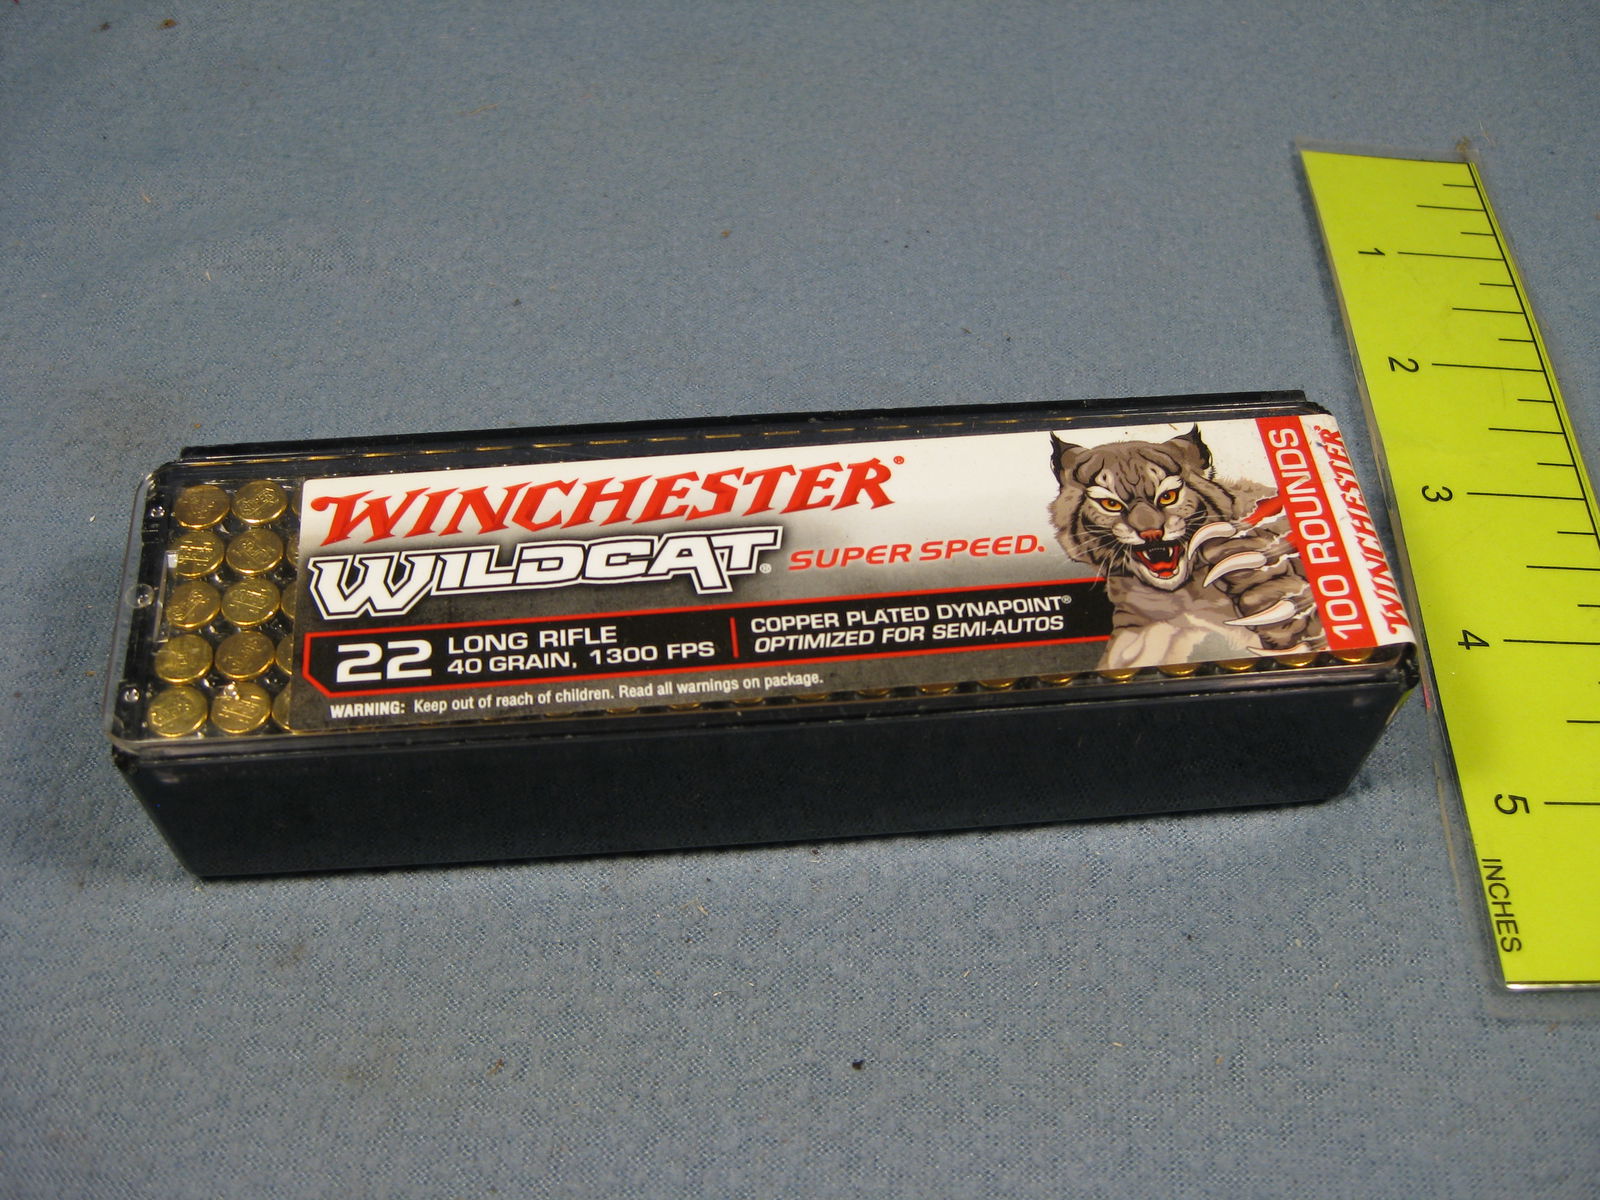 WINCHESTER®
WILDCAT® SUPER SPEED.
22 LONG RIFLE
40 GRAIN, 1300 FPS
COPPER PLATED DYNAPOINT®
OPTIMIZED FOR SEMI-AUTOS
WARNING: Keep out of reach of children. Read all warnings on package.
100 ROUNDS
WINCHESTER®
1
2
3
4
5
INCHES